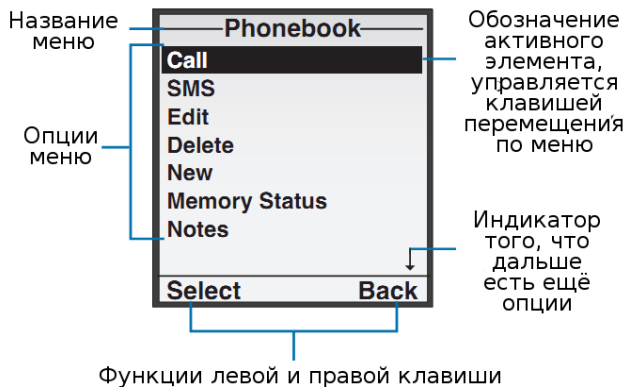 Название
меню
Phonebook
Обозначение
активного
элемента,
управляется
клавишей
перемещения
по меню
Опции
меню
Call
SMS
Edit
Delete
New
Memory Status
Notes
Индикатор
того, что
дальше
есть ещё
опции
Select
Back
Функции левой и правой клавиши